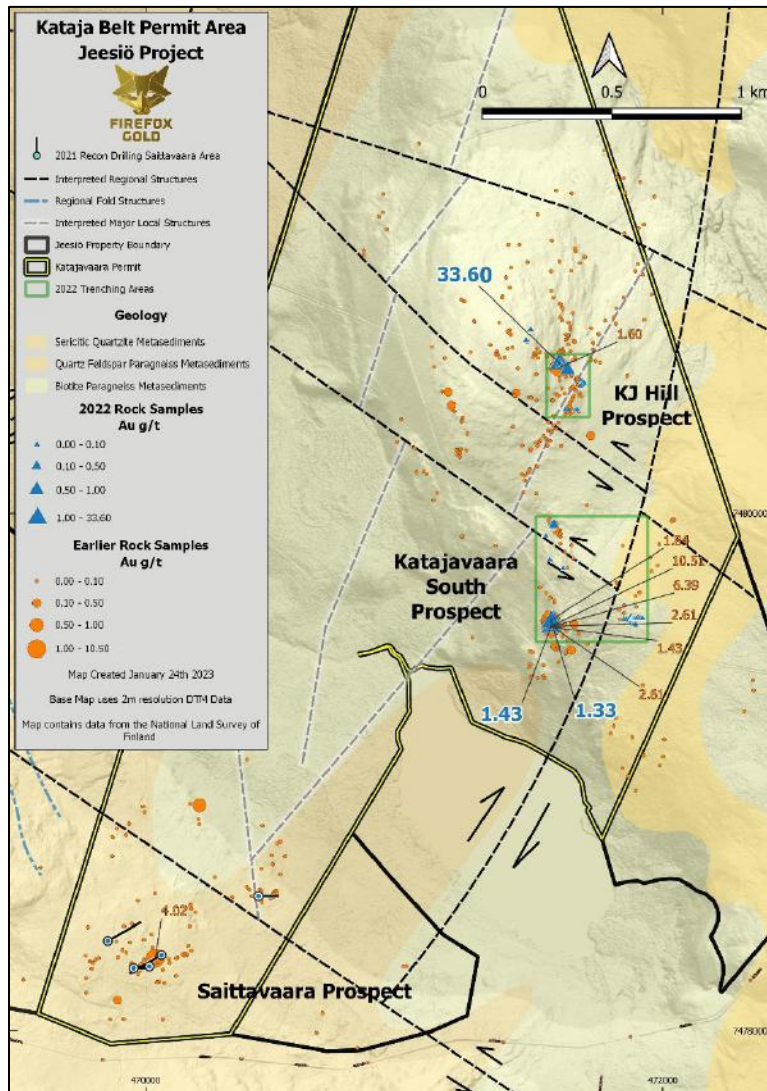 Kataja Belt Permit Area
Jeesiö Project
FIREFOX
GOLD
2021 Recon Drilling Saittavaara Area
Interpreted Regional Structures
Regional Fold Structures
Interpreted Major Local Structures
Jeesiö Property Boundary
Katajavaara Permit
2022 Trenching Areas
Geology
Sericitic Quartzite Metasediments
Quartz Feldspar Paragneiss Metasediments
Biotite Paragneiss Metasediments
2022 Rock Samples
Au g/t
0.00 - 0.10
0.10 - 0.50
0.50 - 1.00
1.00 - 33.60
Earlier Rock Samples
Au g/t
0.00 - 0.10
0.10 - 0.50
0.50 - 1.00
1.00 - 10.50
Map Created January 24th 2023
Base Map uses 2m resolution DTM Data
Map contains data from the National Land Survey of
Finland
0 0.5 1 km
33.60
1.60
KJ Hill
Prospect
7480000
Katajavaara
South
Prospect
10.51
6.39
2.61
1.43
2.61
1.43 1.33
4.02
Saittavaara Prospect
7478000
470000 472000